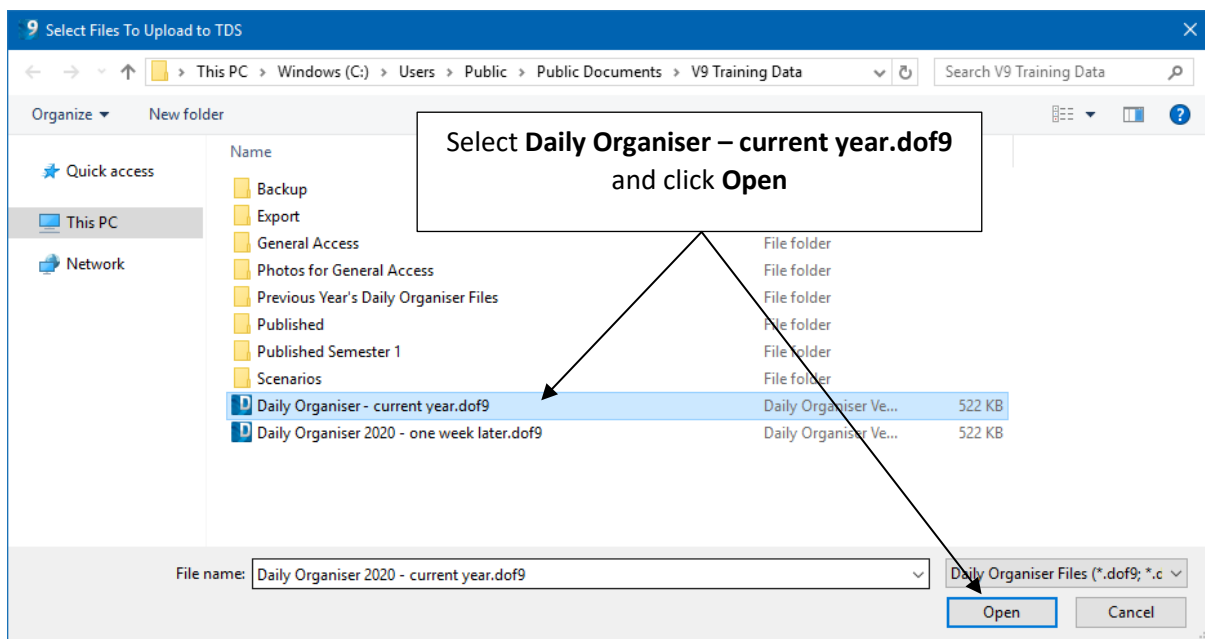 9 Select Files To Upload to TDS
This PC > Windows (C:) > Users > Public > Public Documents > V9 Training Data
Search V9 Training Data
Organize
New folder
Select Daily Organiser – current year.dof9
and click Open
Name
Quick access
This PC
Network
Backup
Export
General Access File folder
Photos for General Access File folder
Previous Year's Daily Organiser Files File folder
Published File folder
Published Semester 1 File folder
Scenarios File folder
Daily Organiser - current year.dof9 Daily Organiser Ve... 522 KB
Daily Organiser 2020 - one week later.dof9 Daily Organiser Ve... 522 KB
File name: Daily Organiser 2020 - current year.dof9
Daily Organiser Files (*.dof9; *.c
Open Cancel